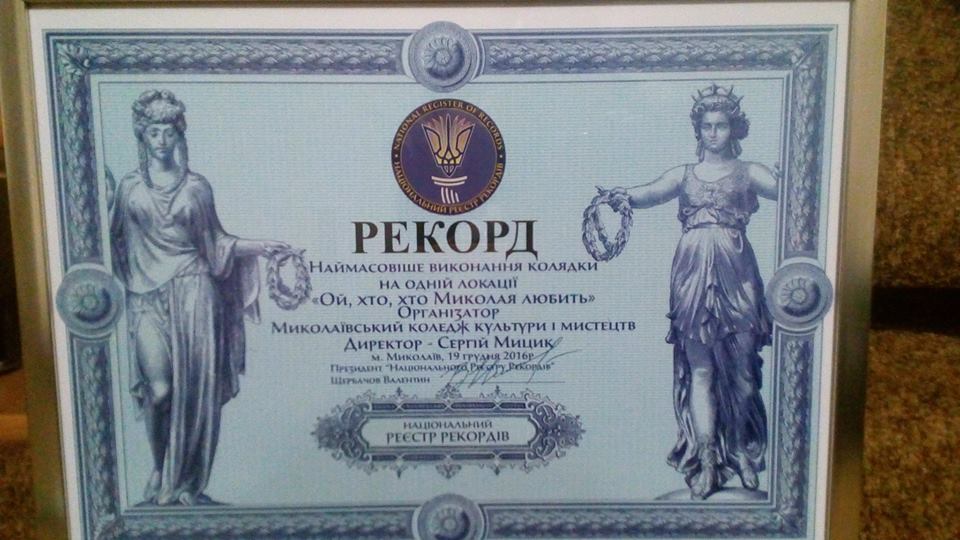 NATIONAL REGISTER OF RECORDS
НАЦІОНАЛЬНИЙ РЕЄСТР РЕКОРДІВ
РЕКОРД
Наймасовіше виконання колядки
на одній локації
«Ой, хто, хто Миколая любить»
Організатор
Миколаївський коледж культури і мистецтв
Директор - Сергій Мицик
м. Миколаїв, 19 грудня 2016р
Президент "Національного Реєстру Рекордів"
Щербачов Валентин
НАЦІОНАЛЬНИЙ
РЕЄСТР РЕКОРДІВ